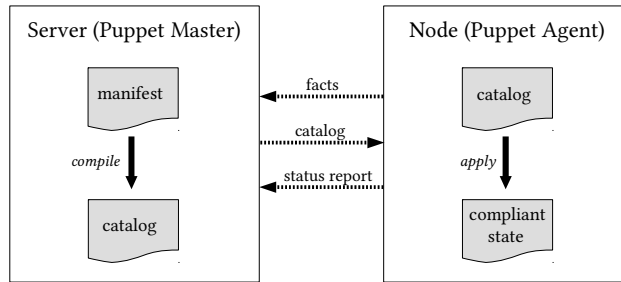 Server (Puppet Master)
manifest
compile
catalog
facts
catalog
status report
Node (Puppet Agent)
catalog
apply
compliant
state